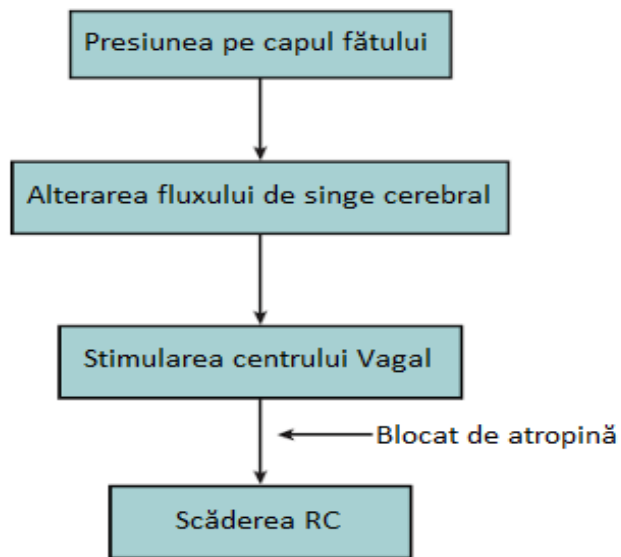 Presiunea pe capul fătului
Alterarea fluxului de singe cerebral
Stimularea centrului Vagal
Blocat de atropină
Scăderea RC